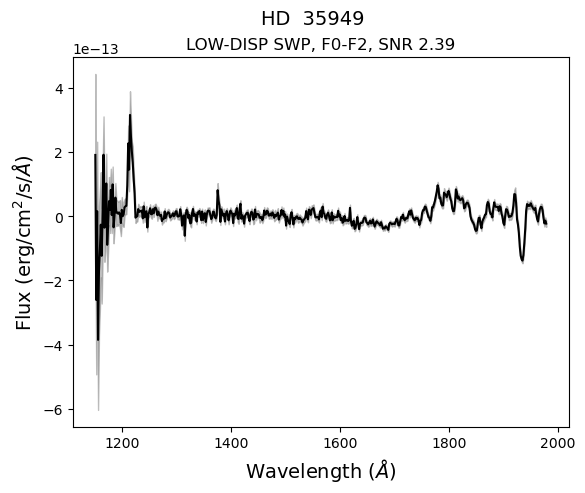 HD 35949
LOW-DISP SWP, F0-F2, SNR 2.39
1e−13
4
2
0
−2
−4
−6
Flux (erg/cm²/s/Å)
1200 1400 1600 1800 2000
Wavelength (Å)